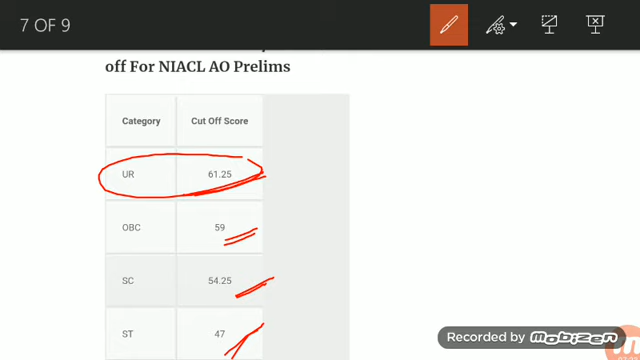 7 OF 9
off For NIACL AO Prelims
Category Cut Off Score
UR 61.25
OBC 59
SC 54.25
ST 47
Recorded by MOBIZEN